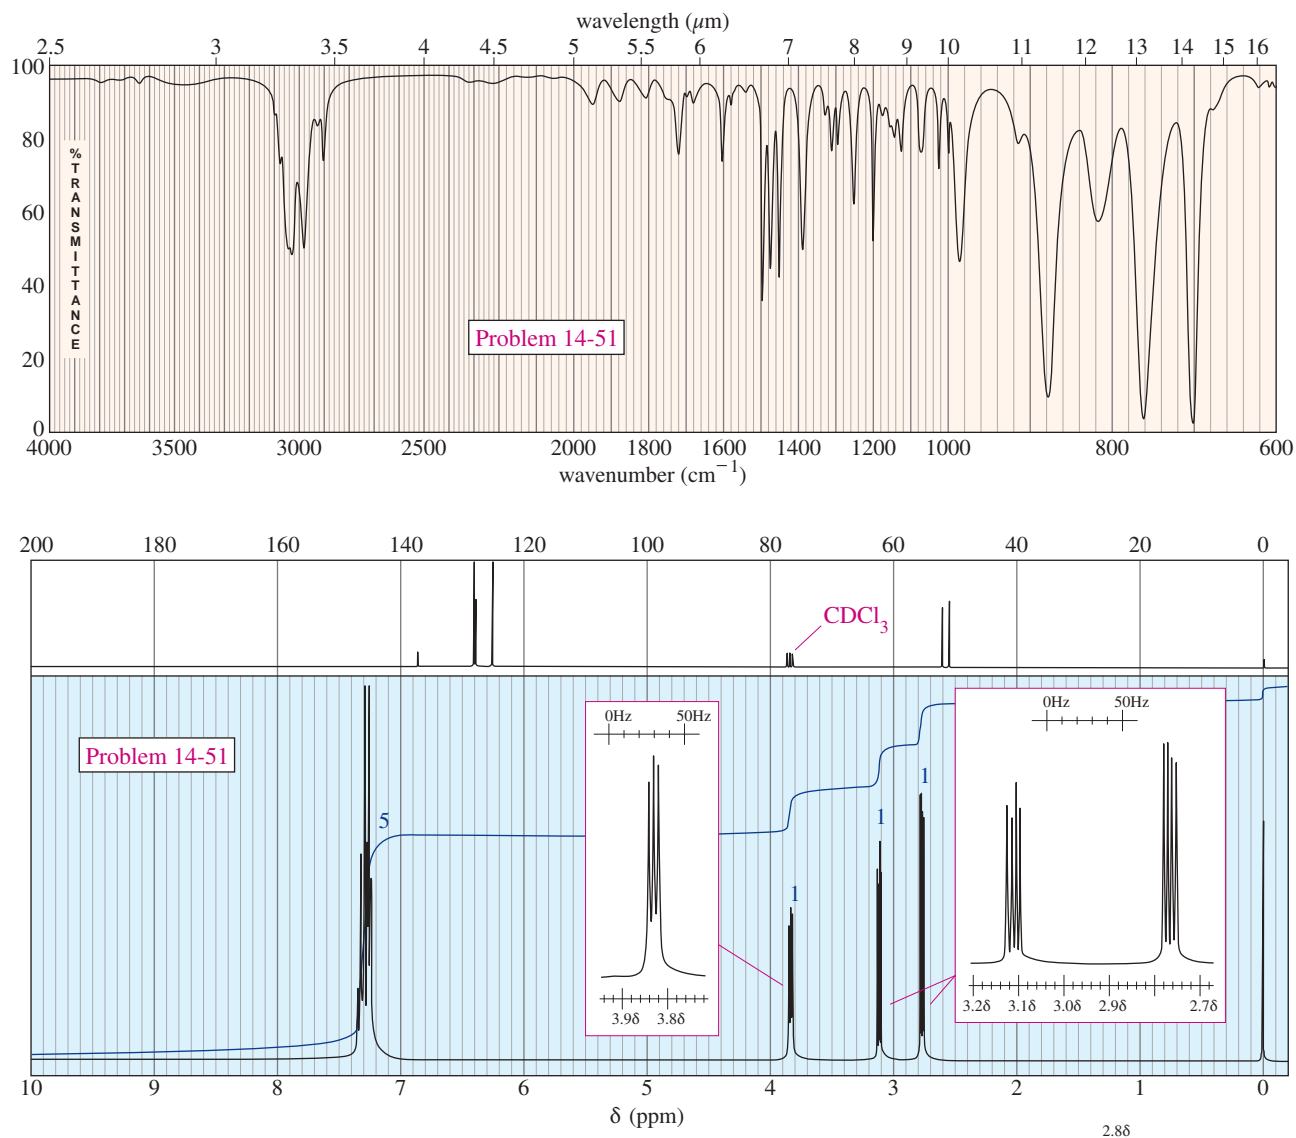 wavelength (µm)
2.5 3 3.5 4 4.5 5 5.5 6 7 8 9 10 11 12 13 14 15 16
100
80
60
40
20
0
%
T
R
A
N
S
M
I
T
T
A
N
C
E
Problem 14-51
4000 3500 3000 2500 2000 1800 1600 1400 1200 1000 800 600
wavenumber (cm⁻¹)
200 180 160 140 120 100 80 60 40 20 0
CDCl₃
Problem 14-51
0Hz 50Hz
0Hz 50Hz
5
1
1
1
3.9δ 3.8δ
3.2δ 3.1δ 3.0δ 2.9δ 2.7δ
10 9 8 7 6 5 4 3 2 1 0
δ (ppm)
2.8δ